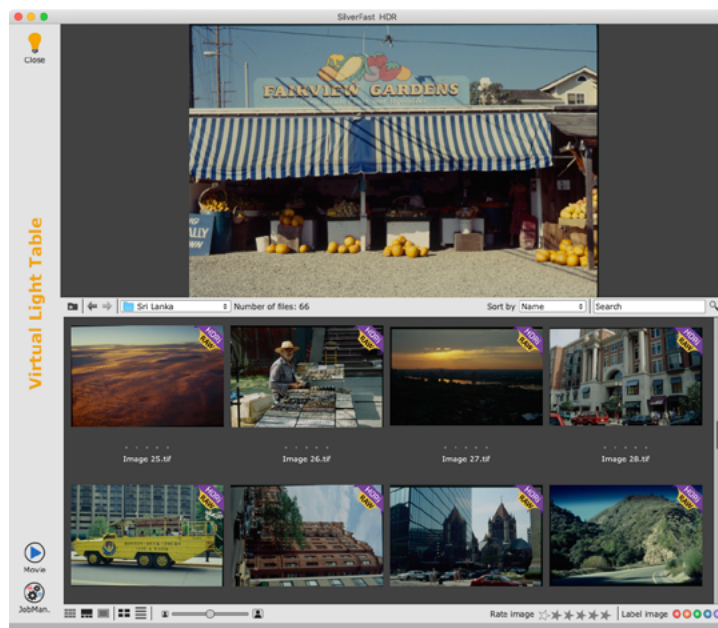 SilverFast HDR
Close
FAIRVIEW GARDENS
Virtual Light Table
Sri Lanka
Number of files: 66
Sort by
Name
Search
HDRi RAW
HDRi RAW
HDRi RAW
HDRi RAW
Image 25.tif
Image 26.tif
Image 27.tif
Image 28.tif
HDRi RAW
HDRi RAW
HDRi RAW
HDRi RAW
Movie
JobMan.
Rate image
Label image